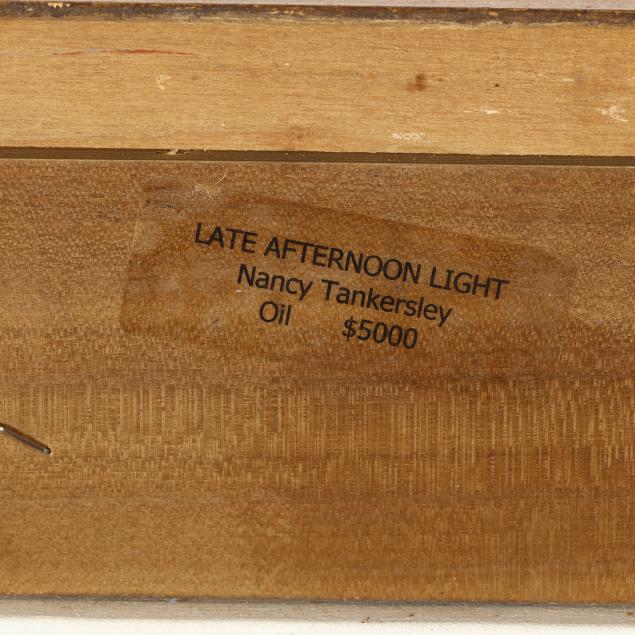 LATE AFTERNOON LIGHT
Nancy Tankersley
Oil $5000